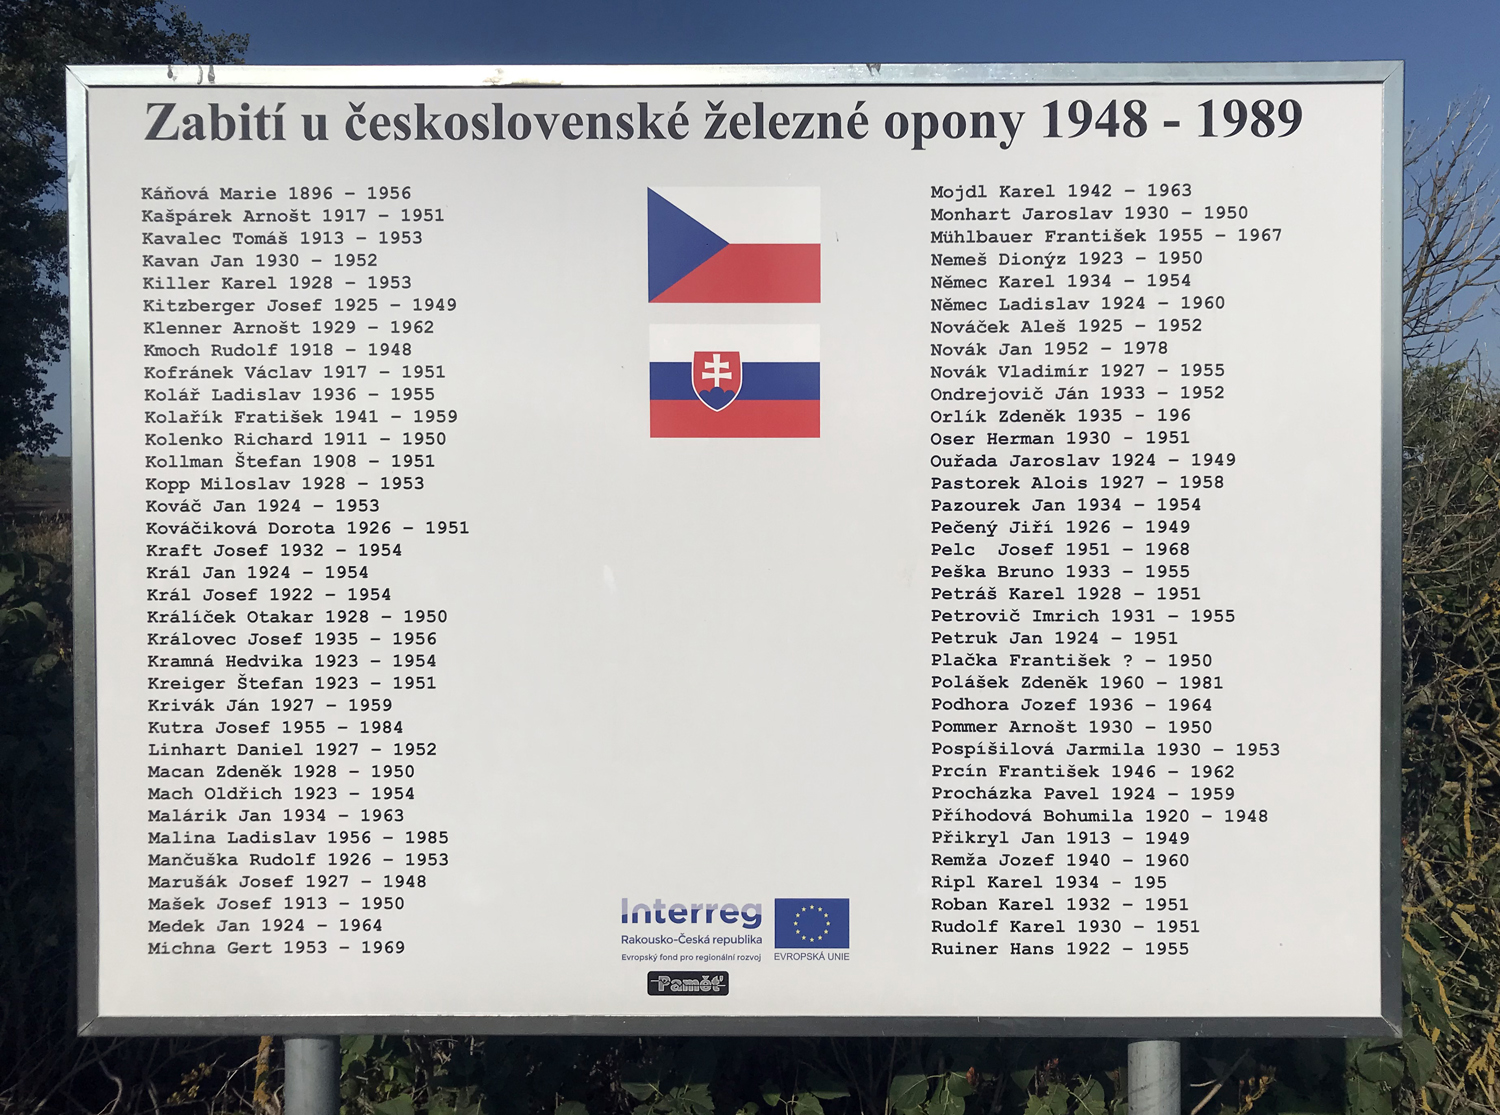 Zabití u československé železné opony 1948 - 1989
Káňová Marie 1896 – 1956
Kašpárek Arnošt 1917 – 1951
Kavalec Tomáš 1913 – 1953
Kavan Jan 1930 – 1952
Killer Karel 1928 – 1953
Kitzberger Josef 1925 – 1949
Klenner Arnošt 1929 – 1962
Kmoch Rudolf 1918 – 1948
Kofránek Václav 1917 – 1951
Kolář Ladislav 1936 – 1955
Kolařík Fratišek 1941 – 1959
Kolenko Richard 1911 – 1950
Kollman Štefan 1908 – 1951
Kopp Miloslav 1928 – 1953
Kováč Jan 1924 – 1953
Kováčiková Dorota 1926 – 1951
Kraft Josef 1932 – 1954
Král Jan 1924 – 1954
Král Josef 1922 – 1954
Králíček Otakar 1928 – 1950
Královec Josef 1935 – 1956
Kramná Hedvika 1923 – 1954
Kreiger Štefan 1923 – 1951
Krivák Ján 1927 – 1959
Kutra Josef 1955 – 1984
Linhart Daniel 1927 – 1952
Macan Zdeněk 1928 – 1950
Mach Oldřich 1923 – 1954
Malárik Jan 1934 – 1963
Malina Ladislav 1956 – 1985
Mančuška Rudolf 1926 – 1953
Marušák Josef 1927 – 1948
Mašek Josef 1913 – 1950
Medek Jan 1924 – 1964
Michna Gert 1953 – 1969
Mojdl Karel 1942 – 1963
Monhart Jaroslav 1930 – 1950
Mühlbauer František 1955 – 1967
Nemeš Dionýz 1923 – 1950
Němec Karel 1934 – 1954
Němec Ladislav 1924 – 1960
Nováček Aleš 1925 – 1952
Novák Jan 1952 – 1978
Novák Vladimír 1927 – 1955
Ondrejovič Ján 1933 – 1952
Orlík Zdeněk 1935 - 196
Oser Herman 1930 – 1951
Ouřada Jaroslav 1924 – 1949
Pastorek Alois 1927 – 1958
Pazourek Jan 1934 – 1954
Pečený Jiří 1926 – 1949
Pelc  Josef 1951 – 1968
Peška Bruno 1933 – 1955
Petráš Karel 1928 – 1951
Petrovič Imrich 1931 – 1955
Petruk Jan 1924 – 1951
Plačka František ? – 1950
Polášek Zdeněk 1960 – 1981
Podhora Jozef 1936 – 1964
Pommer Arnošt 1930 – 1950
Pospíšilová Jarmila 1930 – 1953
Prcín František 1946 – 1962
Procházka Pavel 1924 – 1959
Příhodová Bohumila 1920 – 1948
Přikryl Jan 1913 – 1949
Remža Jozef 1940 – 1960
Ripl Karel 1934 - 195
Roban Karel 1932 – 1951
Rudolf Karel 1930 – 1951
Ruiner Hans 1922 – 1955
Interreg
Rakousko-Česká republika
Evropský fond pro regionální rozvoj
EVROPSKÁ UNIE
Paměť